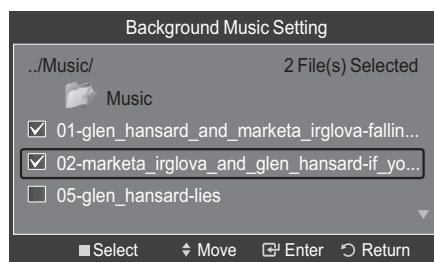 Background Music Setting
../Music/ 2 File(s) Selected
Music
01-glen_hansard_and_marketa_irglova-fallin...
02-marketa_irglova_and_glen_hansard-if_yo...
05-glen_hansard-lies
Select Move Enter Return